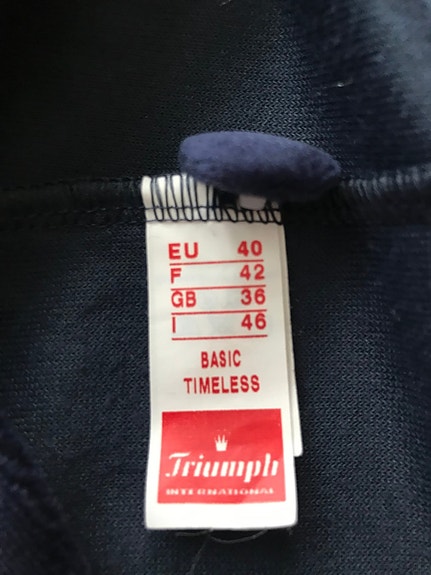 EU 40
F 42
GB 36
I 46
BASIC
TIMELESS
Triumph
INTERNATIONAL